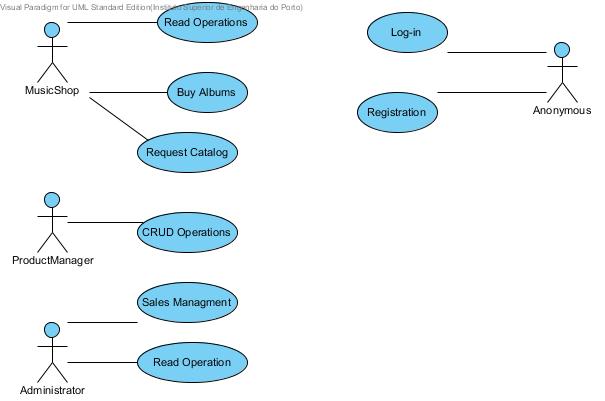 Visual Paradigm for UML Standard Edition(Instituto Superior de Engenharia do Porto)
Read Operations
Log-in
MusicShop
Buy Albums
Anonymous
Registration
Request Catalog
CRUD Operations
ProductManager
Sales Managment
Read Operation
Administrator